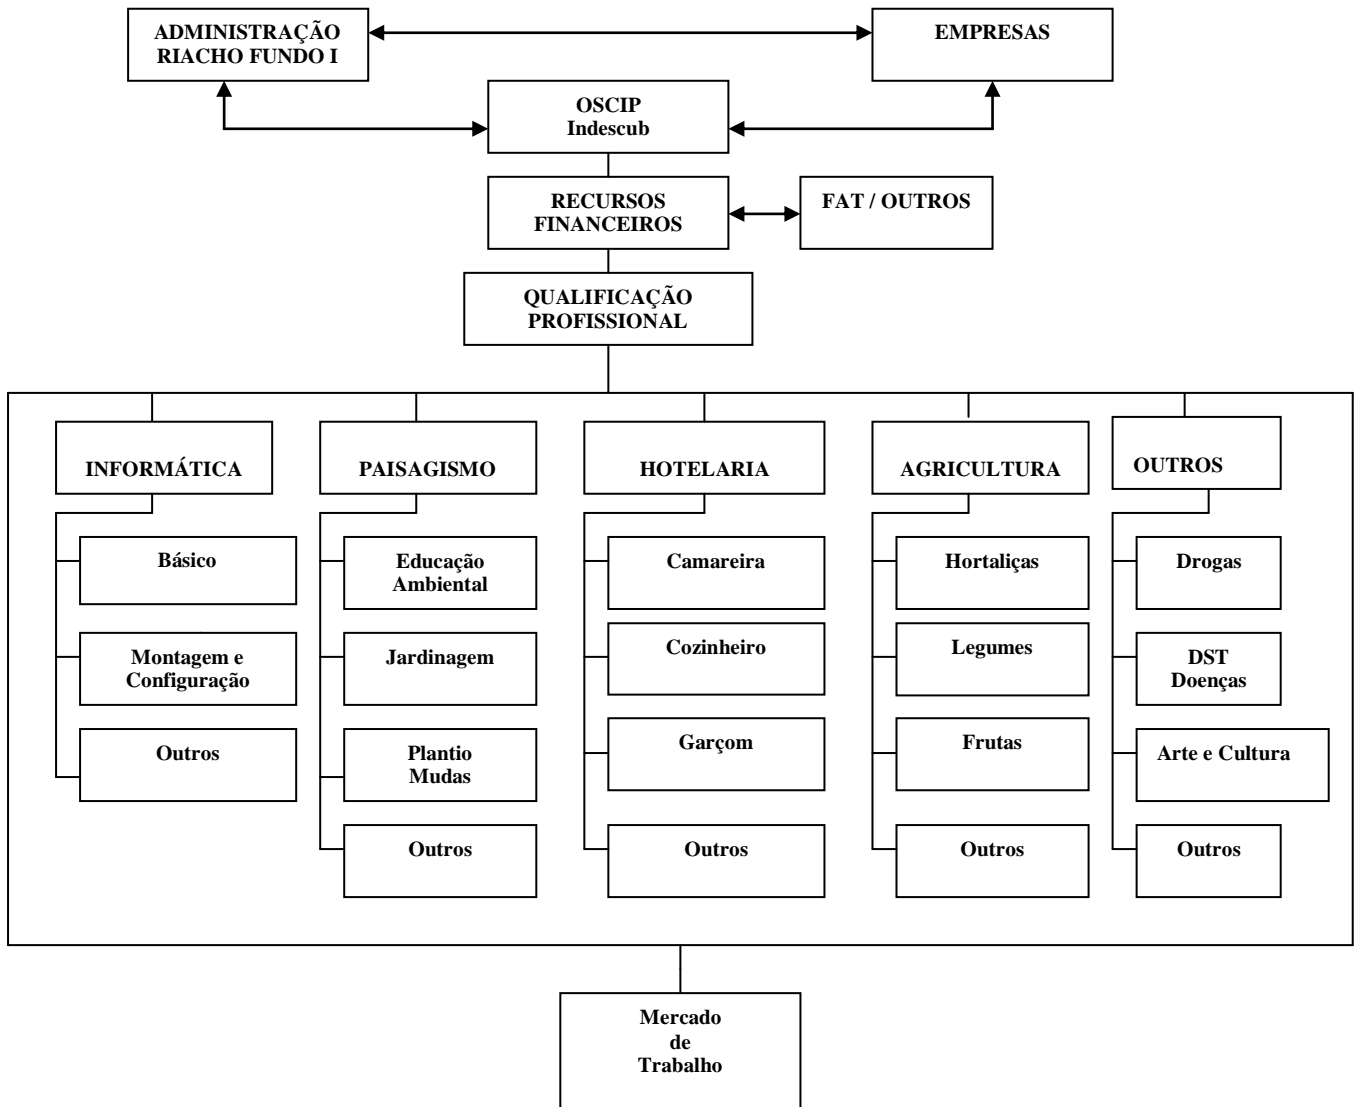 ADMINISTRAÇÃO
RIACHO FUNDO I
EMPRESAS
OSCIP
Indescub
RECURSOS
FINANCEIROS
FAT / OUTROS
QUALIFICAÇÃO
PROFISSIONAL
INFORMÁTICA
Básico
Montagem e
Configuração
Outros
PAISAGISMO
Educação
Ambiental
Jardinagem
Plantio
Mudas
Outros
HOTELARIA
Camareira
Cozinheiro
Garçom
Outros
AGRICULTURA
Hortaliças
Legumes
Frutas
Outros
OUTROS
Drogas
DST
Doenças
Arte e Cultura
Outros
Mercado
de
Trabalho